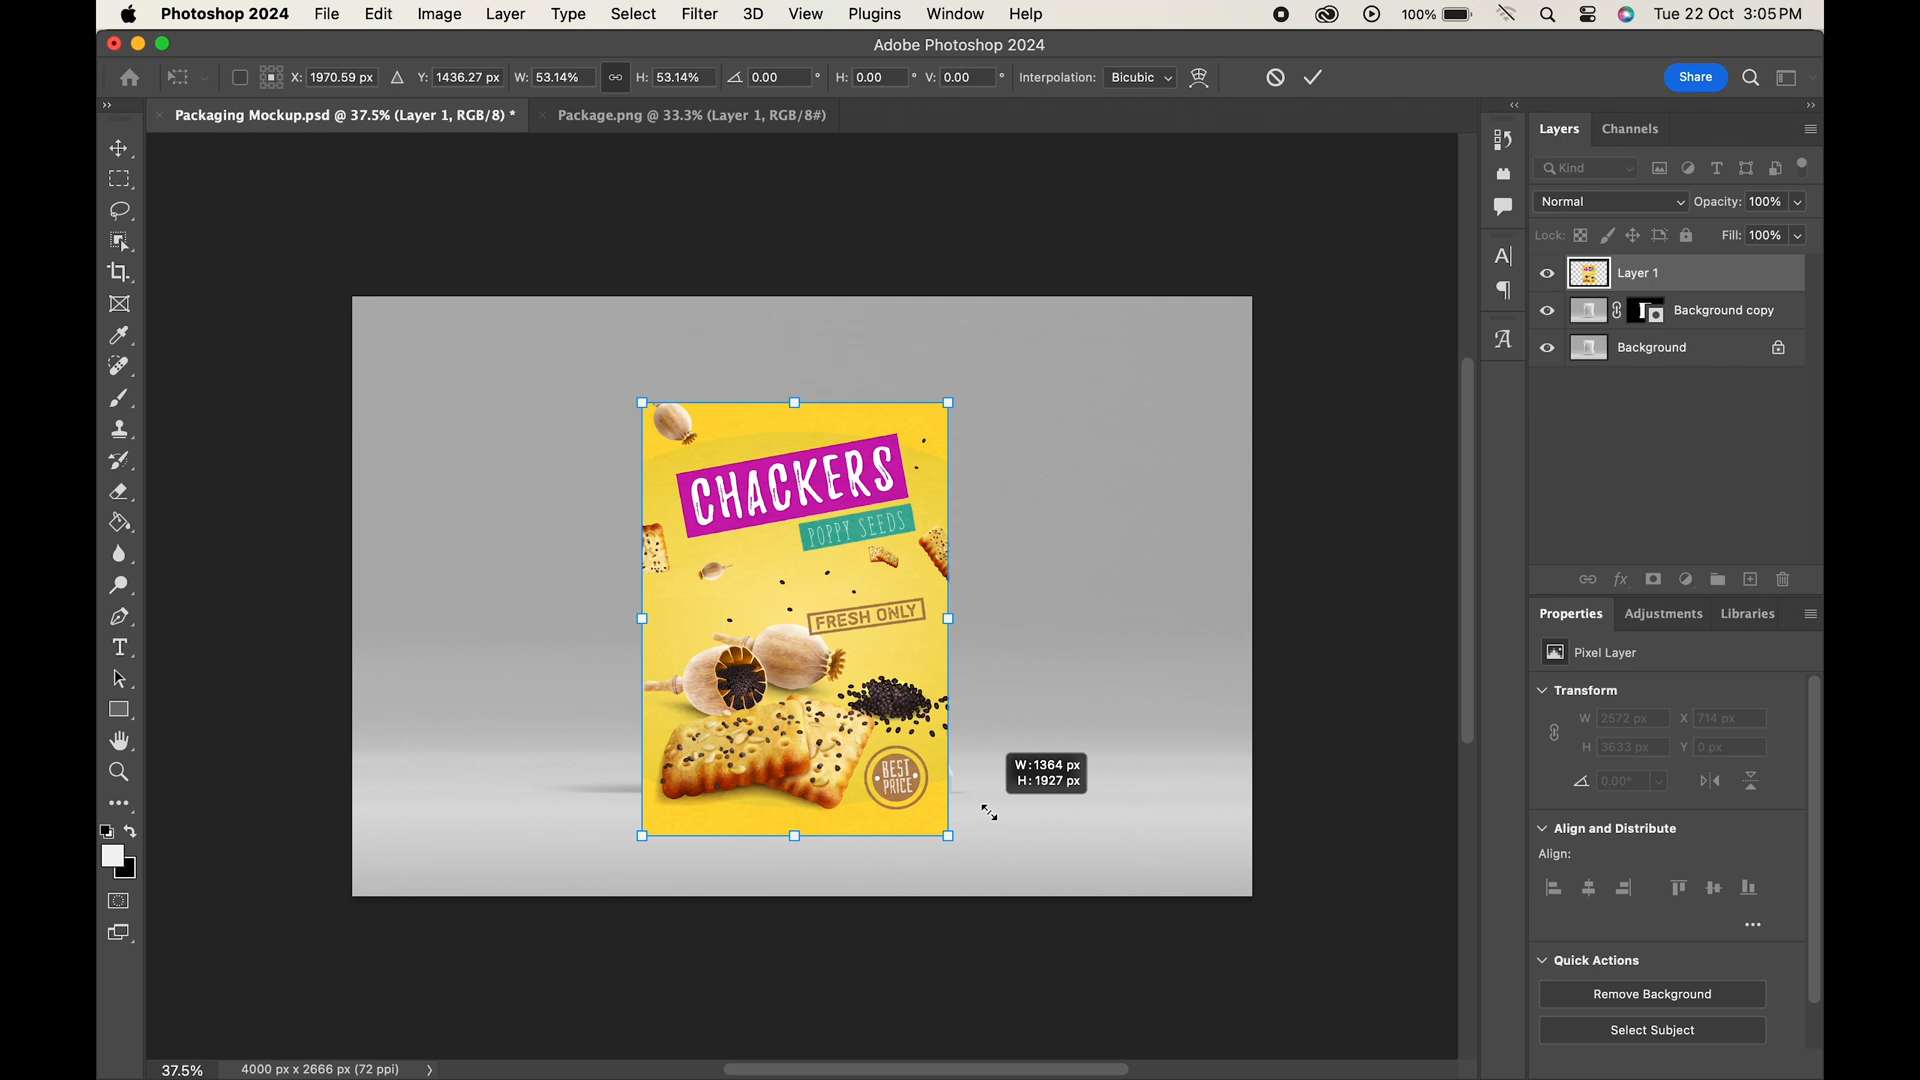 Photoshop 2024 File Edit Image Layer Type Select Filter 3D View Plugins Window Help 100% Tue 22 Oct 3:05 PM
Adobe Photoshop 2024
X: 1970.59 px Y: 1436.27 px W: 53.14% H: 53.14% 0.00 ° H: 0.00 ° V: 0.00 ° Interpolation: Bicubic Share
Packaging Mockup.psd @ 37.5% (Layer 1, RGB/8) * Package.png @ 33.3% (Layer 1, RGB/8#)
Layers Channels
Kind
Normal Opacity: 100%
Lock: Fill: 100%
Layer 1
Background copy
Background
CHACKERS
POPPY SEEDS
FRESH ONLY
BEST
PRICE
W: 1364 px
H: 1927 px
Properties Adjustments Libraries
Pixel Layer
Transform
W 2572 px X 714 px
H 3633 px Y 0 px
0.00°
Align and Distribute
Align:
Quick Actions
Remove Background
Select Subject
37.5% 4000 px x 2666 px (72 ppi)